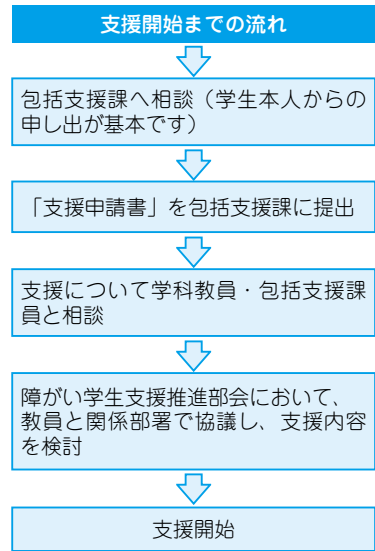 支援開始までの流れ
包括支援課へ相談（学生本人からの
申し出が基本です）
「支援申請書」を包括支援課に提出
支援について学科教員・包括支援課
員と相談
障がい学生支援推進部会において、
教員と関係部署で協議し、支援内容
を検討
支援開始